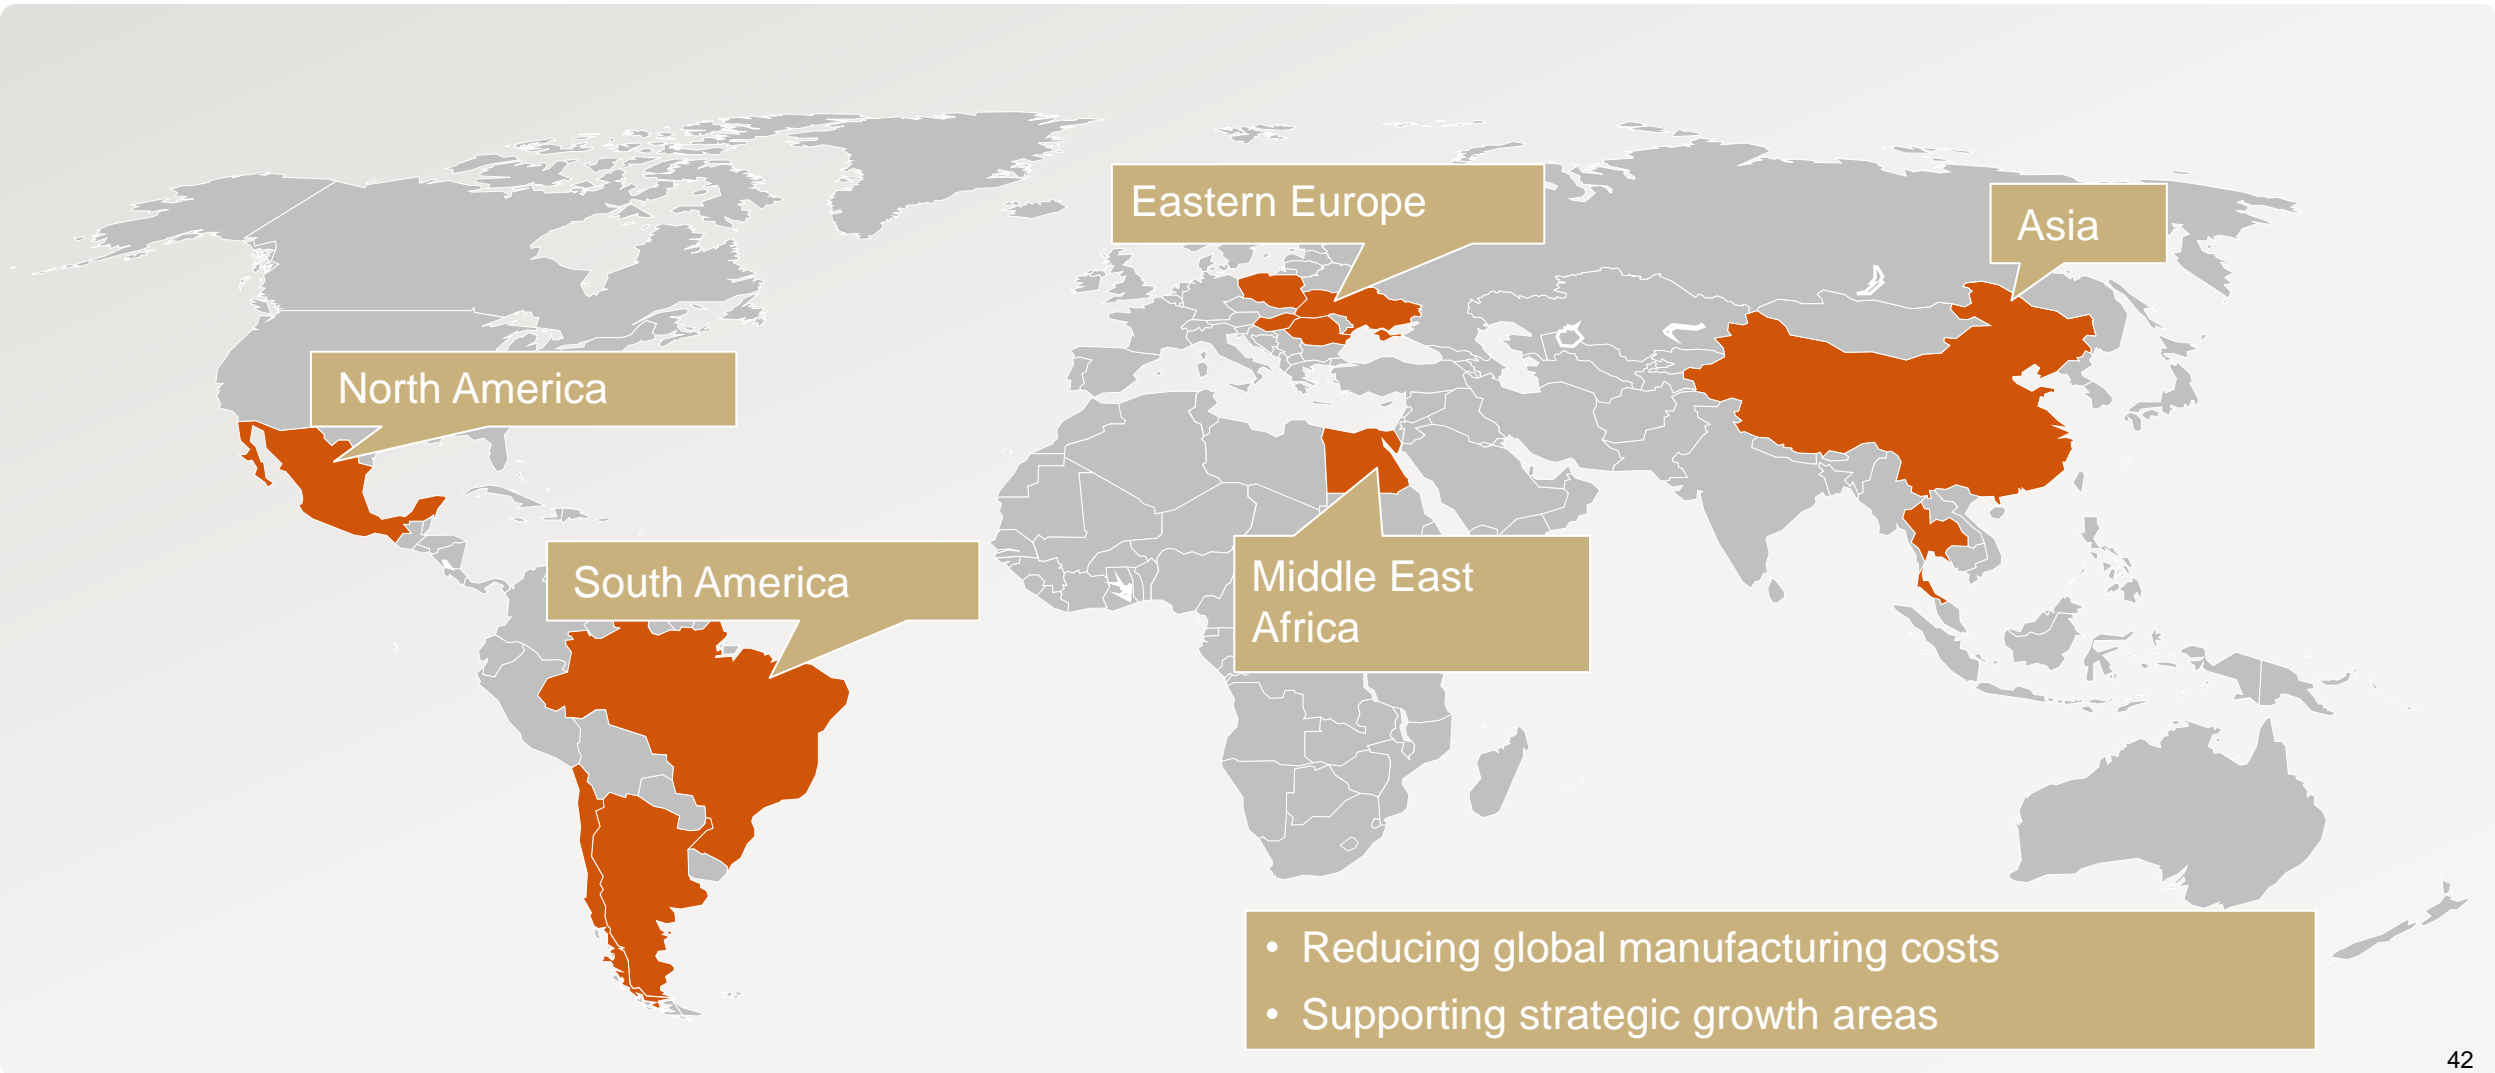 Eastern Europe
Asia
North America
South America
Middle East
Africa
• Reducing global manufacturing costs
• Supporting strategic growth areas
42